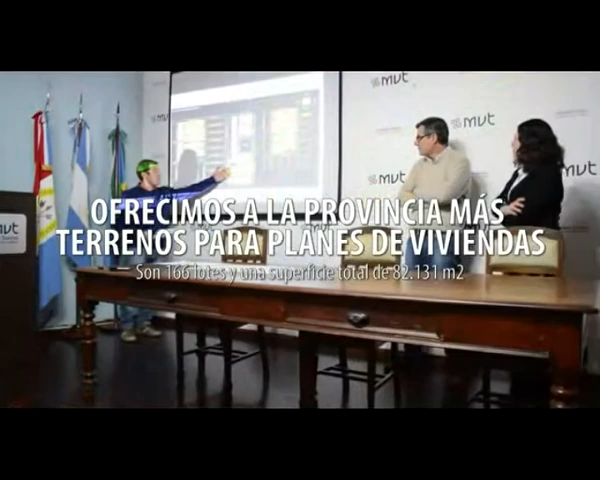 mvt
mvt
mvt
mvt
mvt
OFRECIMOS A LA PROVINCIA MÁS
TERRENOS PARA PLANES DE VIVIENDAS
Son 166 lotes y una superficie total de 82.131 m2